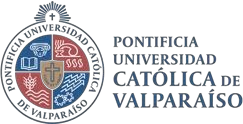 PONTIFICIA UNIVERSIDAD CATÓLICA
DE VALPARAÍSO
PONTIFICIA
UNIVERSIDAD
CATÓLICA DE
VALPARAÍSO